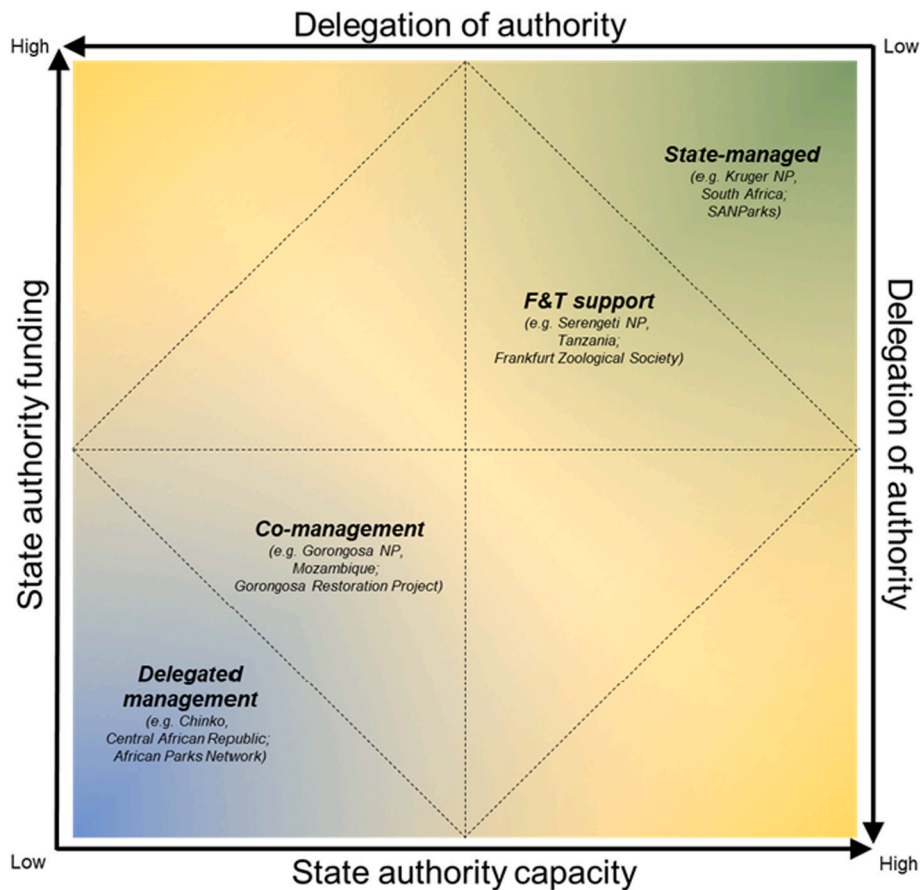 Delegation of authority
High
Low
State-managed
(e.g. Kruger NP,
South Africa;
SANParks)
F&T support
(e.g. Serengeti NP,
Tanzania;
Frankfurt Zoological Society)
State authority funding
Delegation of authority
Co-management
(e.g. Gorongosa NP,
Mozambique;
Gorongosa Restoration Project)
Delegated
management
(e.g. Chinko,
Central African Republic;
African Parks Network)
Low
State authority capacity
High